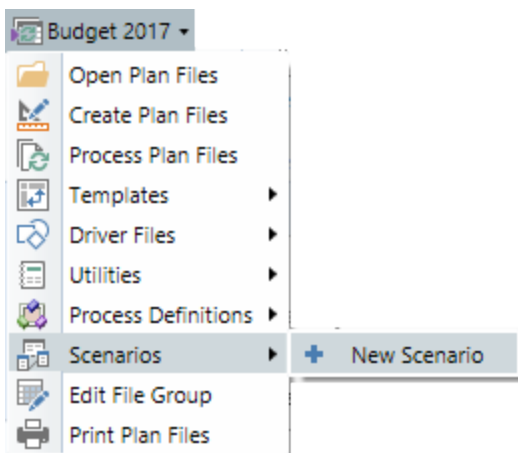 Budget 2017
Open Plan Files
Create Plan Files
Process Plan Files
Templates
Driver Files
Utilities
Process Definitions
Scenarios
New Scenario
Edit File Group
Print Plan Files